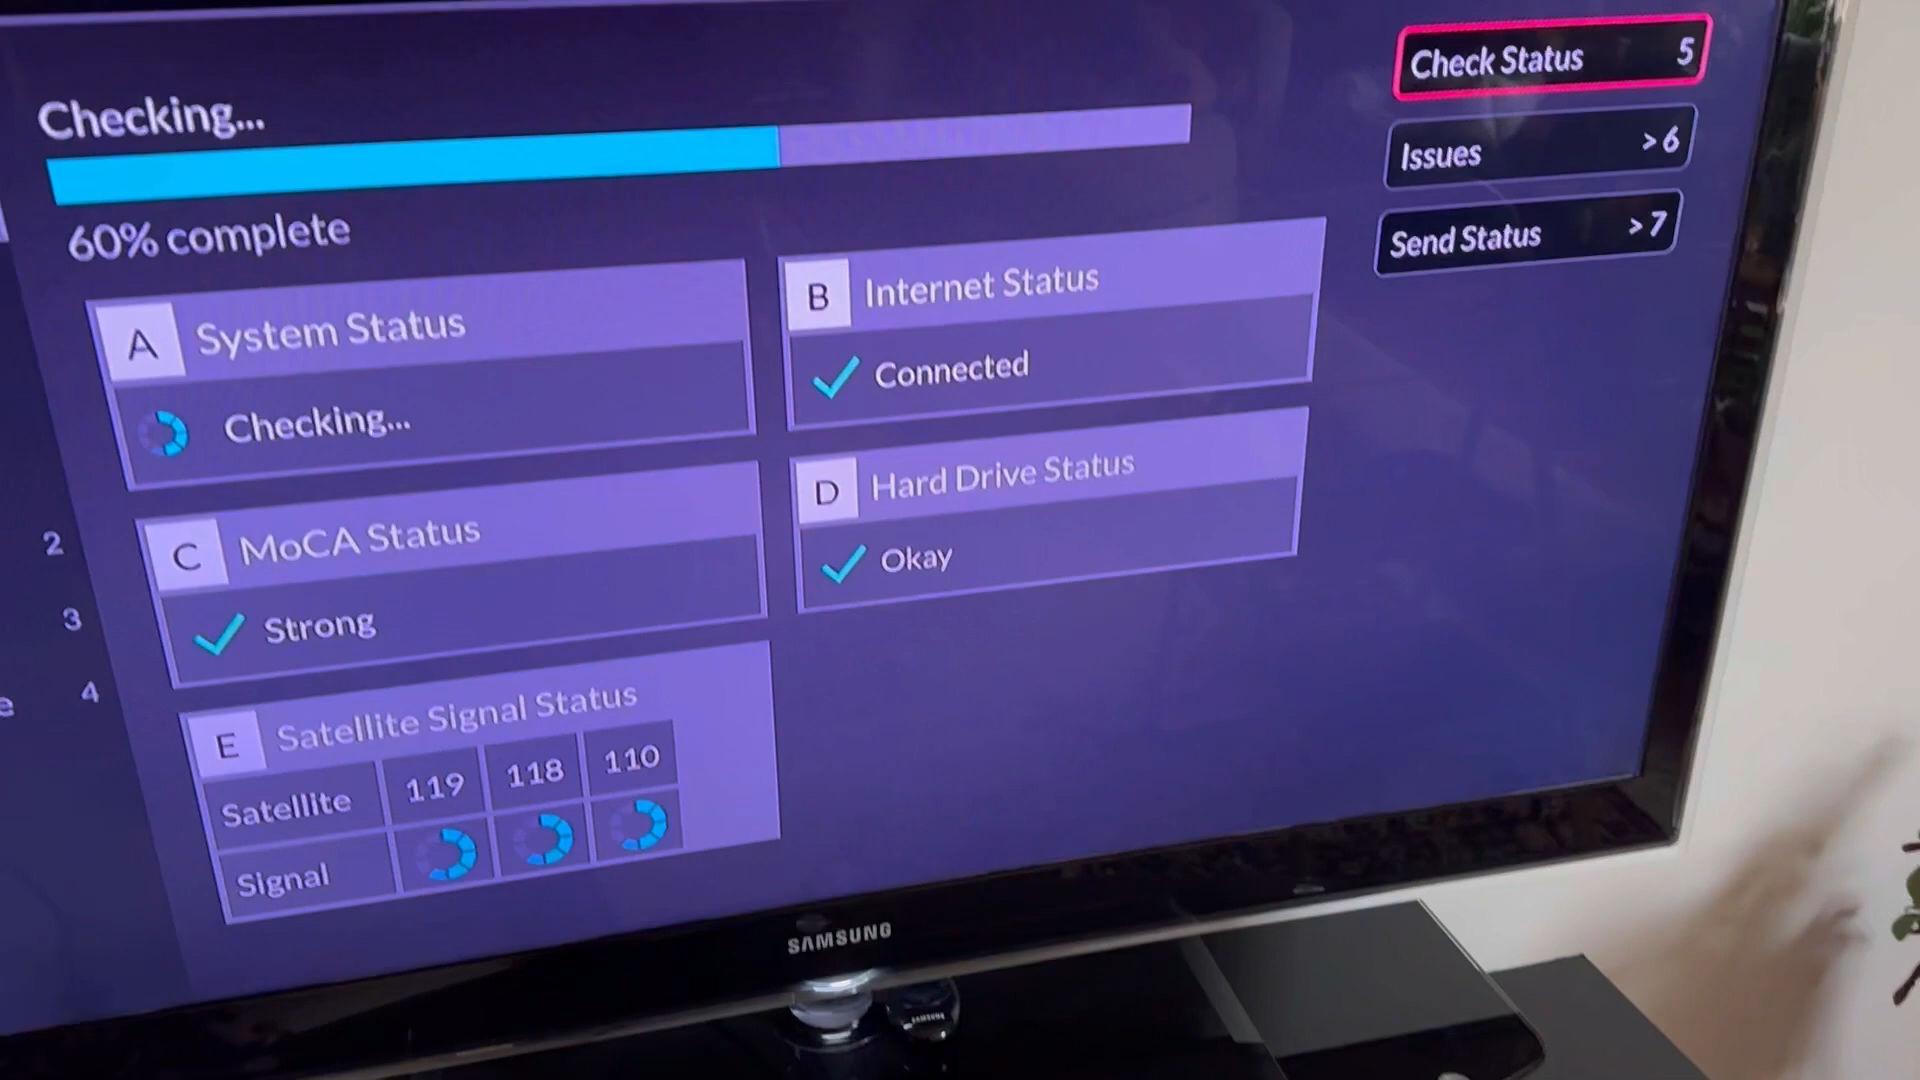 Checking...
60% complete
A System Status
Checking...
B Internet Status
Connected
C MoCA Status
Strong
D Hard Drive Status
Okay
E Satellite Signal Status
Satellite 119 118 110
Signal
Check Status 5
Issues >6
Send Status >7
2
3
e 4
SAMSUNG
SAMSUNG